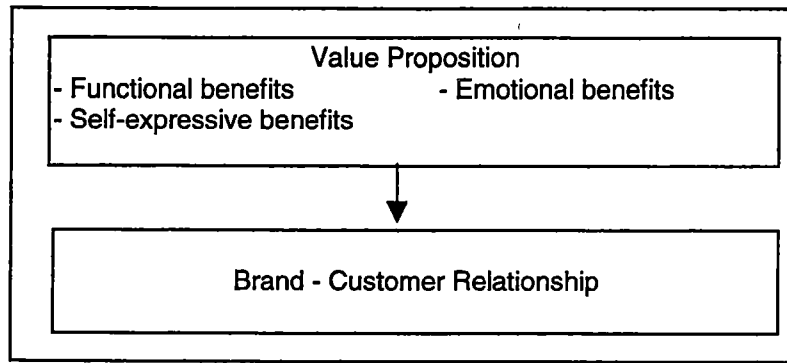 Value Proposition
- Functional benefits - Emotional benefits
- Self-expressive benefits
Brand - Customer Relationship